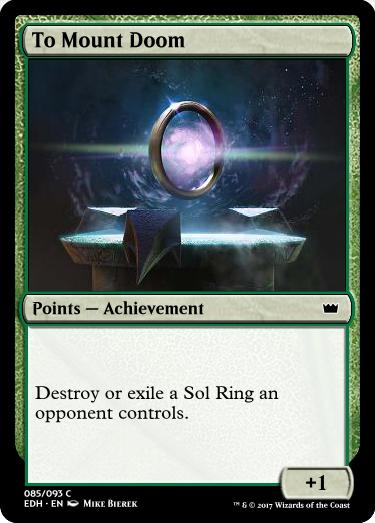 To Mount Doom
Points — Achievement
Destroy or exile a Sol Ring an
opponent controls.
+1
085/093 C
EDH • EN Mike Bierek
™ & © 2017 Wizards of the Coast